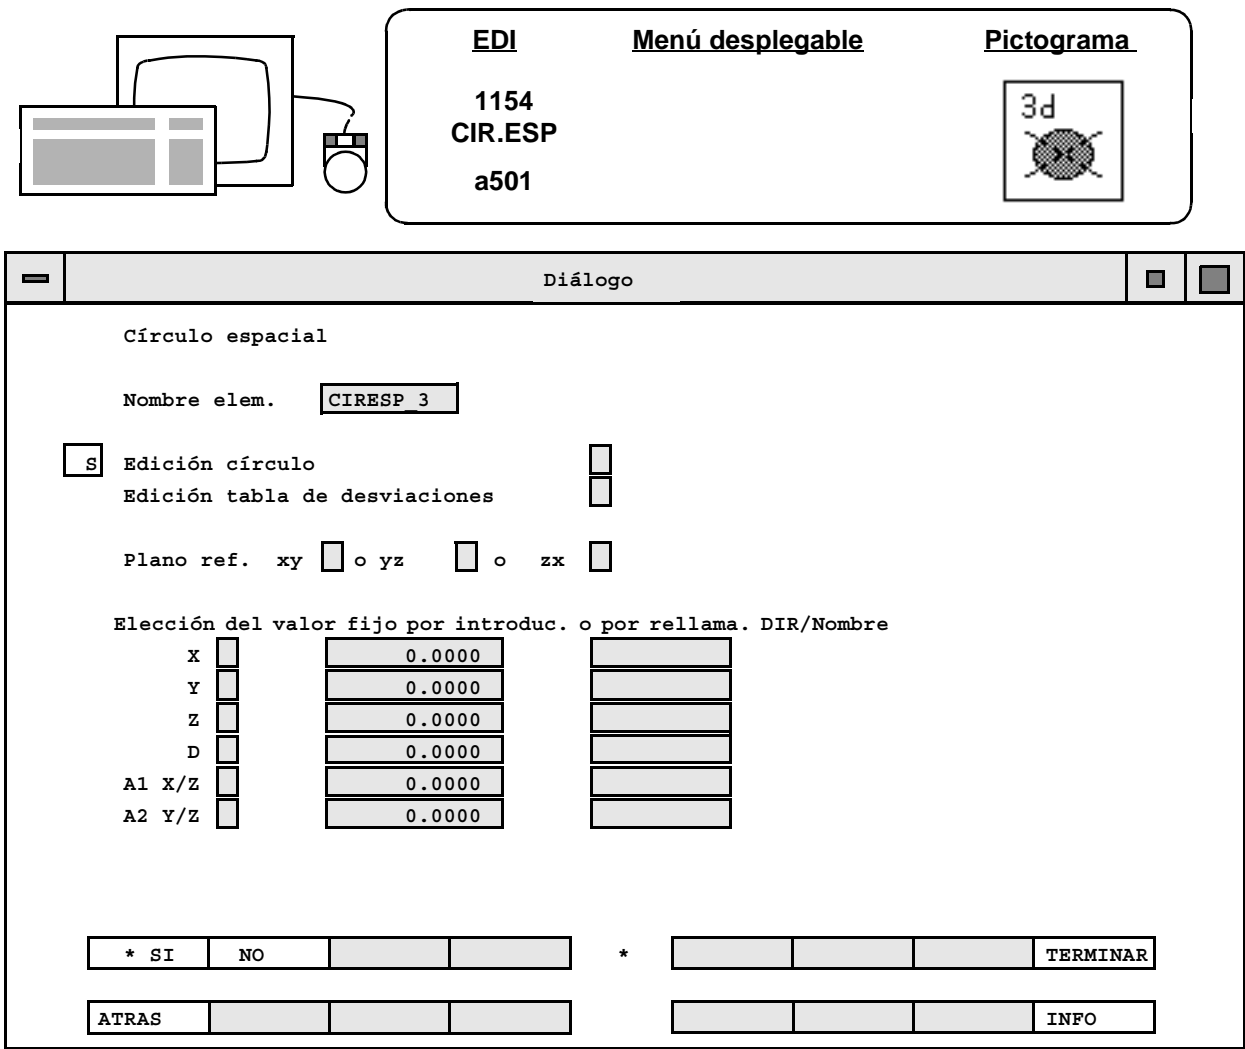 EDI Menú desplegable Pictograma
1154
CIR.ESP
a501
3d
Diálogo
Círculo espacial
Nombre elem. CIRESP_3
S Edición círculo
Edición tabla de desviaciones
Plano ref. xy o yz o zx
Elección del valor fijo por introduc. o por rellama. DIR/Nombre
X 0.0000
Y 0.0000
Z 0.0000
D 0.0000
A1 X/Z 0.0000
A2 Y/Z 0.0000
* SI NO * TERMINAR
ATRAS INFO